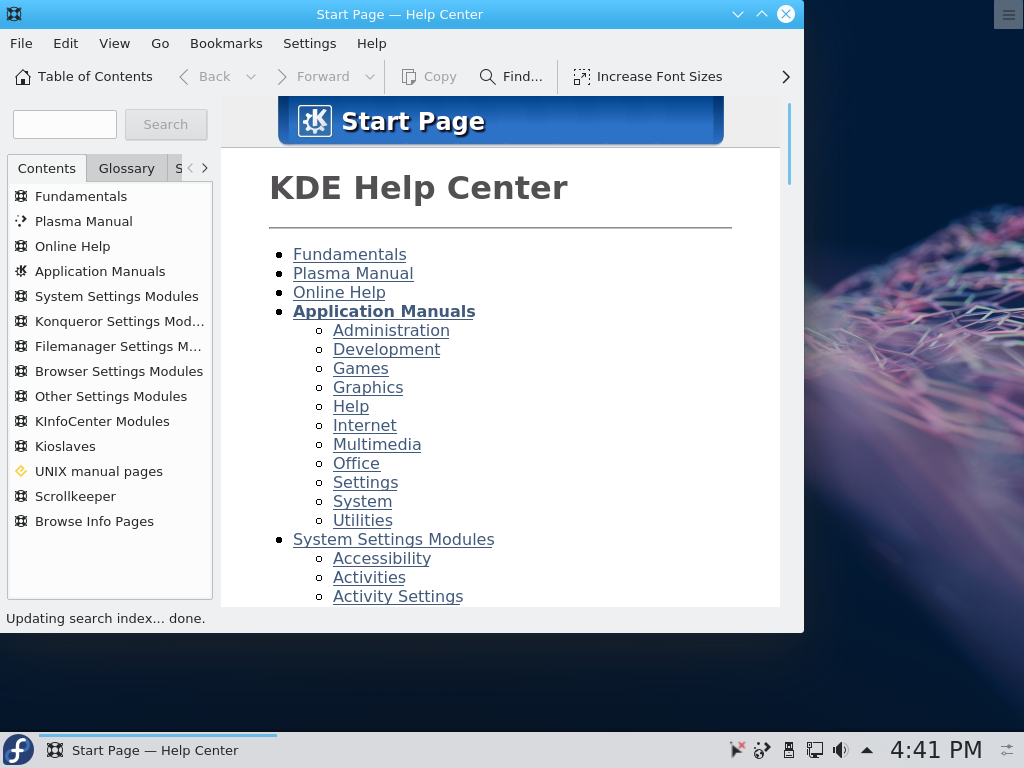 Start Page — Help Center
File Edit View Go Bookmarks Settings Help
Table of Contents Back Forward Copy Find... Increase Font Sizes
Search
Start Page
Contents Glossary S
Fundamentals
Plasma Manual
Online Help
Application Manuals
System Settings Modules
Konqueror Settings Mod...
Filemanager Settings M...
Browser Settings Modules
Other Settings Modules
KInfoCenter Modules
Kioslaves
UNIX manual pages
Scrollkeeper
Browse Info Pages
KDE Help Center
Fundamentals
Plasma Manual
Online Help
Application Manuals
Administration
Development
Games
Graphics
Help
Internet
Multimedia
Office
Settings
System
Utilities
System Settings Modules
Accessibility
Activities
Activity Settings
Updating search index... done.
Start Page — Help Center
4:41 PM